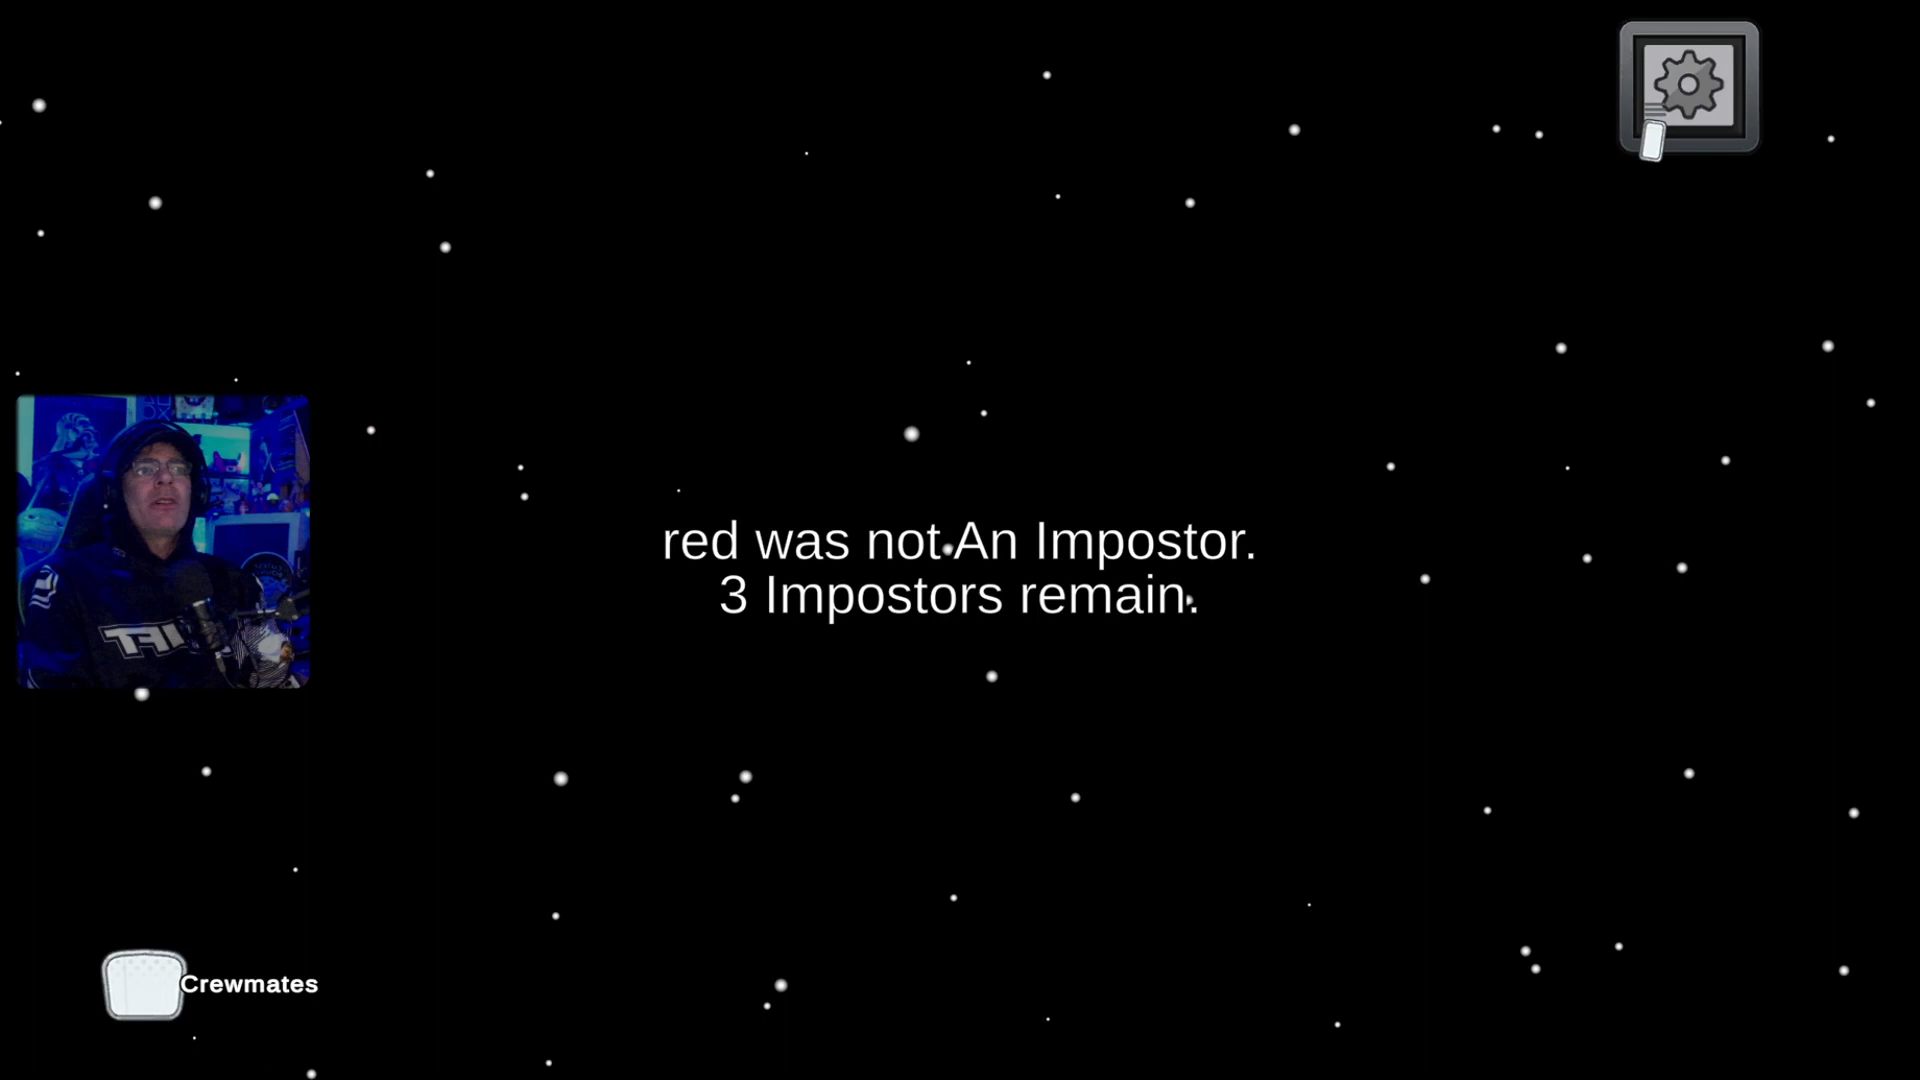 red was not An Impostor.
3 Impostors remain.
Crewmates